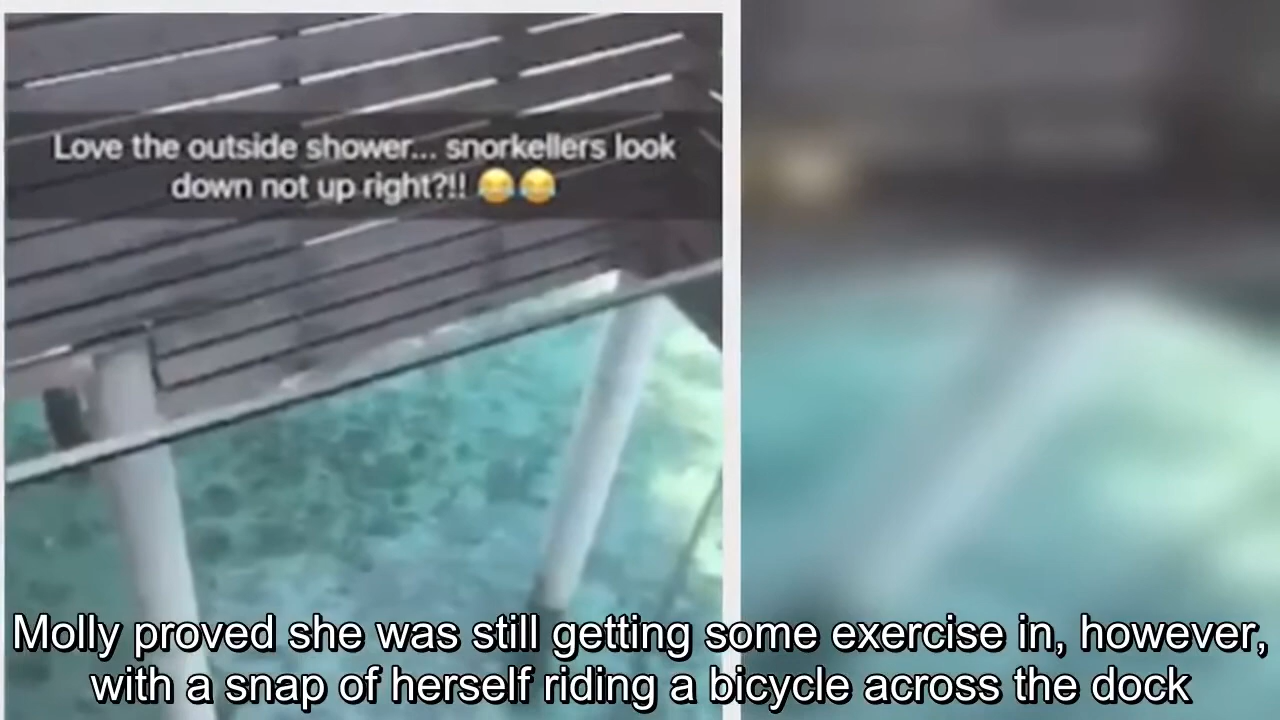 Love the outside shower... snorkellers look
down not up right?!! 😂😂
Molly proved she was still getting some exercise in, however,
with a snap of herself riding a bicycle across the dock